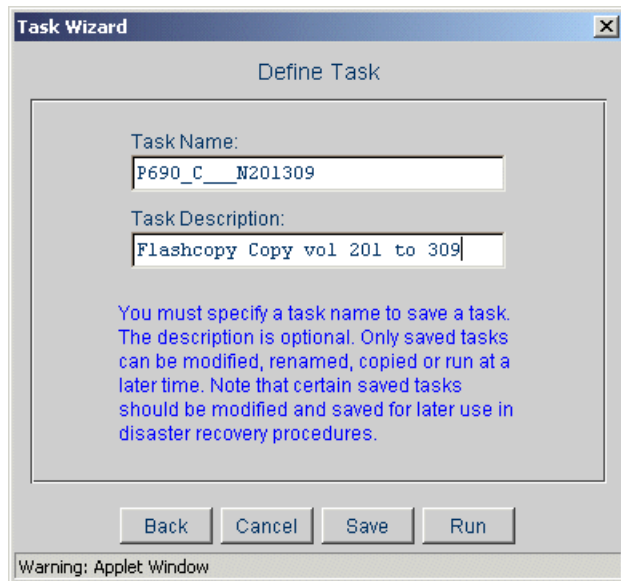 Task Wizard
Define Task
Task Name:
P690_C___N201309
Task Description:
Flashcopy Copy vol 201 to 309
You must specify a task name to save a task.
The description is optional. Only saved tasks
can be modified, renamed, copied or run at a
later time. Note that certain saved tasks
should be modified and saved for later use in
disaster recovery procedures.
Back Cancel Save Run
Warning: Applet Window